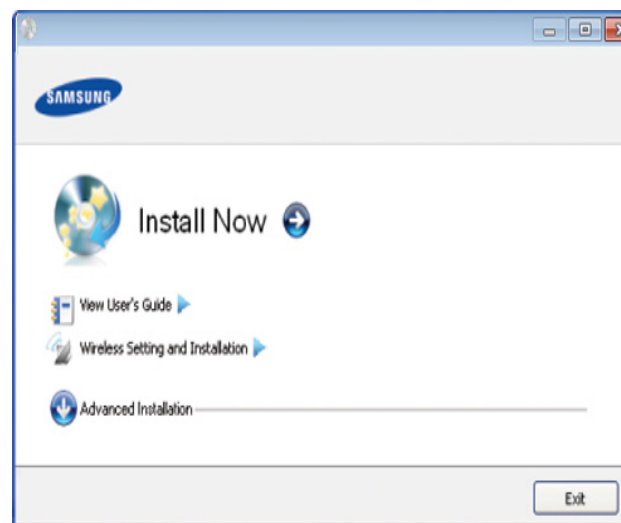 SAMSUNG
Install Now
View User's Guide
Wireless Setting and Installation
Advanced Installation
Exit